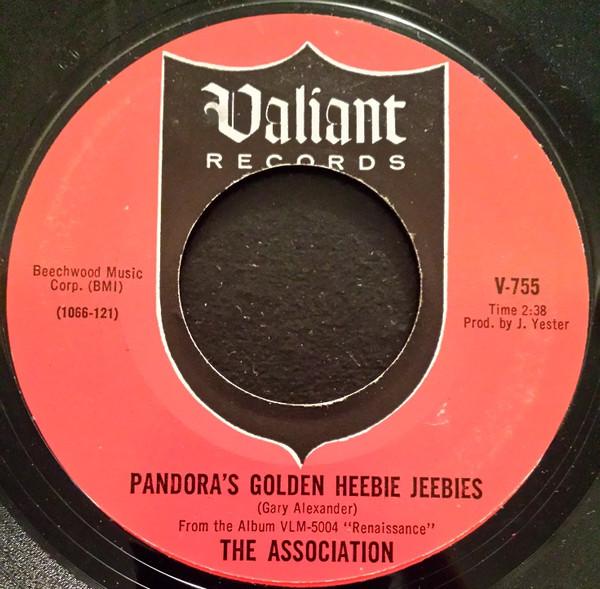 Valiant
RECORDS
Beechwood Music
Corp. (BMI)
(1066-121)
V-755
Time 2:38
Prod. by J. Yester
PANDORA'S GOLDEN HEEBIE JEEBIES
(Gary Alexander)
From the Album VLM-5004 "Renaissance"
THE ASSOCIATION